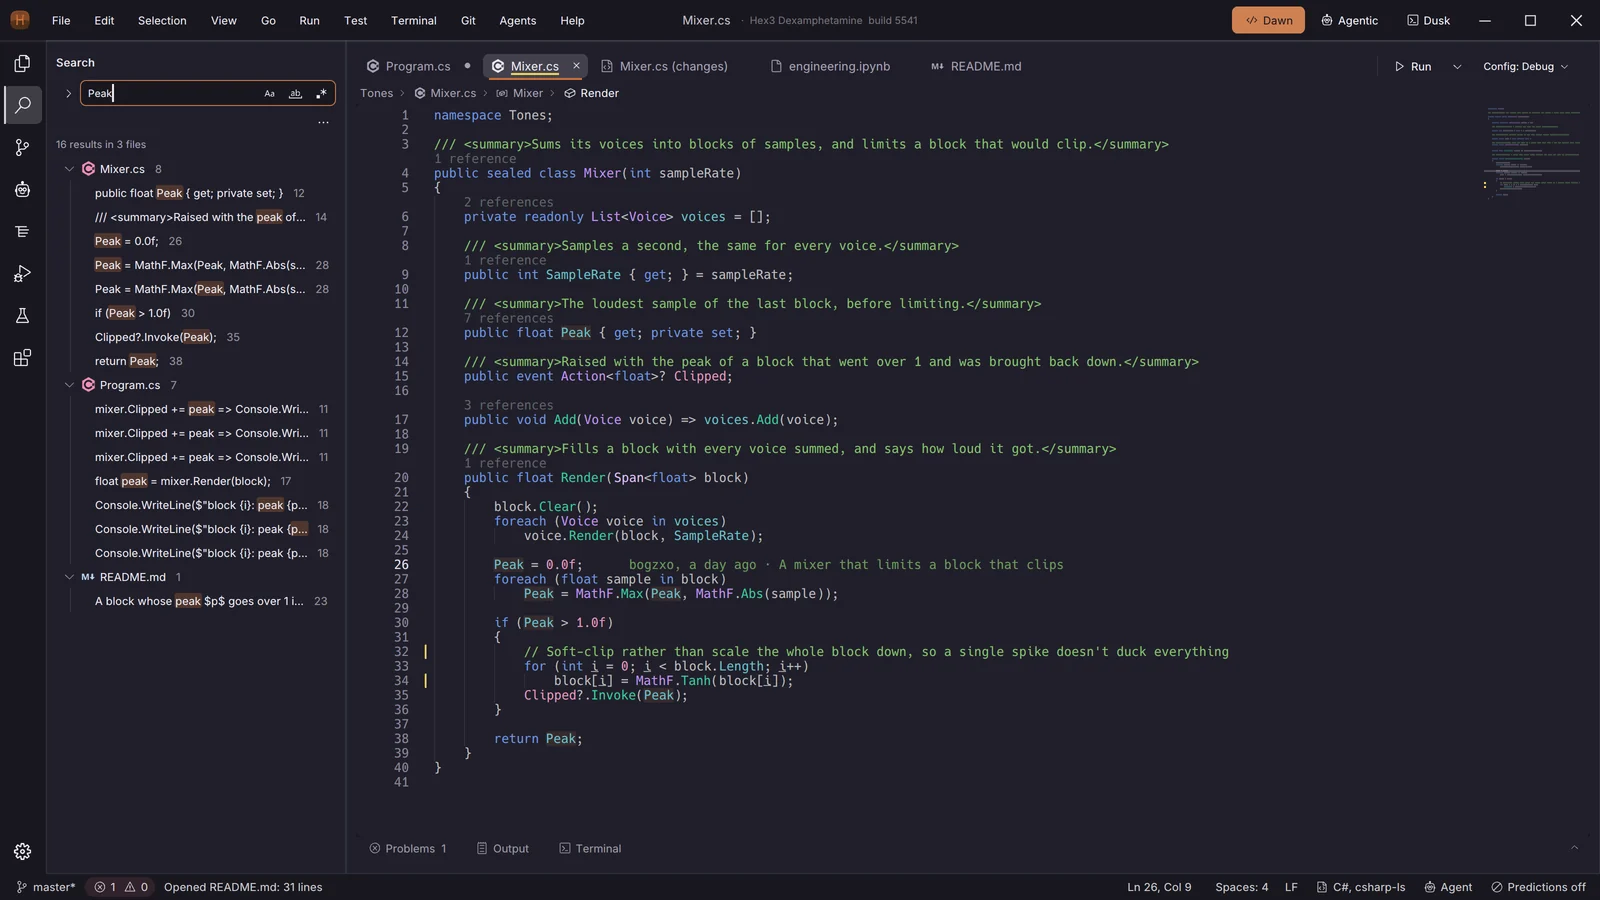 File Edit Selection View Go Run Test Terminal Git Agents Help
Mixer.cs · Hex3 Dexamphetamine build 5541
Dawn Agentic Dusk
Search
Peak
16 results in 3 files
Mixer.cs 8
public float Peak { get; private set; } 12
/// <summary>Raised with the peak of... 14
Peak = 0.0f; 26
Peak = MathF.Max(Peak, MathF.Abs(s... 28
Peak = MathF.Max(Peak, MathF.Abs(s... 28
if (Peak > 1.0f) 30
Clipped?.Invoke(Peak); 35
return Peak; 38
Program.cs 7
mixer.Clipped += peak => Console.Wri... 11
mixer.Clipped += peak => Console.Wri... 11
mixer.Clipped += peak => Console.Wri... 11
float peak = mixer.Render(block); 17
Console.WriteLine($"block {i}: peak {p... 18
Console.WriteLine($"block {i}: peak {p... 18
Console.WriteLine($"block {i}: peak {p... 18
README.md 1
A block whose peak $p$ goes over 1 i... 23
Program.cs Mixer.cs Mixer.cs (changes) engineering.ipynb README.md
Run Config: Debug
Tones > Mixer.cs > Mixer > Render
1 namespace Tones;
2
3 /// <summary>Sums its voices into blocks of samples, and limits a block that would clip.</summary>
1 reference
4 public sealed class Mixer(int sampleRate)
5 {
2 references
6 private readonly List<Voice> voices = [];
7
8 /// <summary>Samples a second, the same for every voice.</summary>
1 reference
9 public int SampleRate { get; } = sampleRate;
10
11 /// <summary>The loudest sample of the last block, before limiting.</summary>
7 references
12 public float Peak { get; private set; }
13
14 /// <summary>Raised with the peak of a block that went over 1 and was brought back down.</summary>
15 public event Action<float>? Clipped;
16
3 references
17 public void Add(Voice voice) => voices.Add(voice);
18
19 /// <summary>Fills a block with every voice summed, and says how loud it got.</summary>
1 reference
20 public float Render(Span<float> block)
21 {
22 block.Clear();
23 foreach (Voice voice in voices)
24 voice.Render(block, SampleRate);
25
26 Peak = 0.0f; bogzxo, a day ago · A mixer that limits a block that clips
27 foreach (float sample in block)
28 Peak = MathF.Max(Peak, MathF.Abs(sample));
29
30 if (Peak > 1.0f)
31 {
32 // Soft-clip rather than scale the whole block down, so a single spike doesn't duck everything
33 for (int i = 0; i < block.Length; i++)
34 block[i] = MathF.Tanh(block[i]);
35 Clipped?.Invoke(Peak);
36 }
37
38 return Peak;
39 }
40 }
41
Problems 1 Output Terminal
master* 1 0 Opened README.md: 31 lines
Ln 26, Col 9 Spaces: 4 LF C#, csharp-ls Agent Predictions off